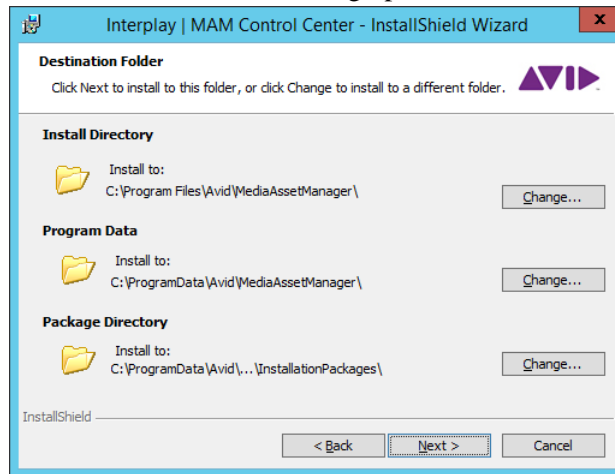 Interplay | MAM Control Center - InstallShield Wizard
x
Destination Folder
Click Next to install to this folder, or click Change to install to a different folder.
AVID
Install Directory
Install to:
C:\Program Files\Avid\MediaAssetManager\
Change...
Program Data
Install to:
C:\ProgramData\Avid\MediaAssetManager\
Change...
Package Directory
Install to:
C:\ProgramData\Avid\...\InstallationPackages\
Change...
InstallShield
< Back Next > Cancel